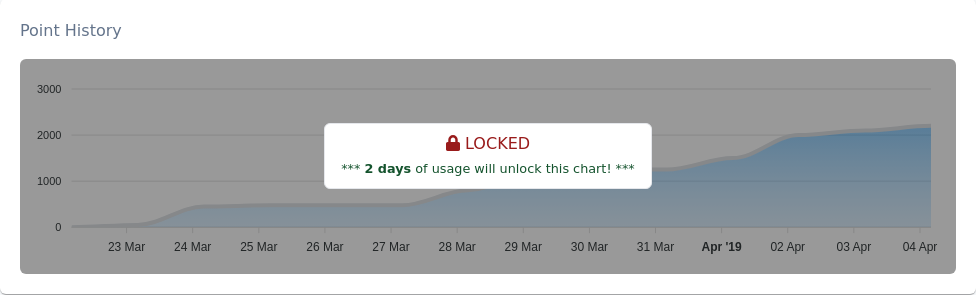 Point History
3000
2000
1000
0
LOCKED
*** 2 days of usage will unlock this chart! ***
23 Mar 24 Mar 25 Mar 26 Mar 27 Mar 28 Mar 29 Mar 30 Mar 31 Mar Apr '19 02 Apr 03 Apr 04 Apr